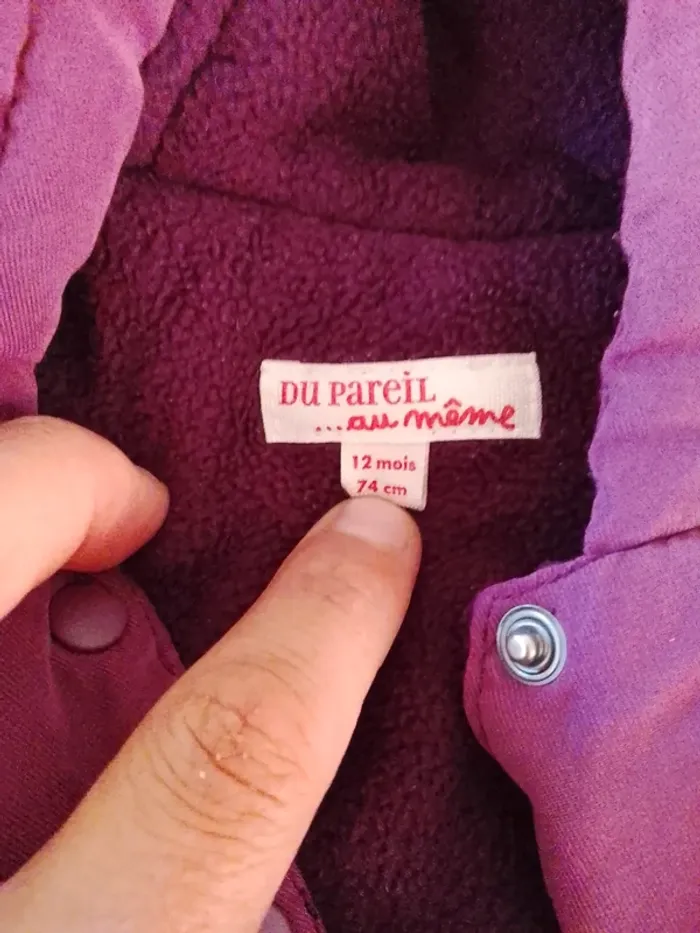 DU PareiL
...au même
12 mois
74 cm